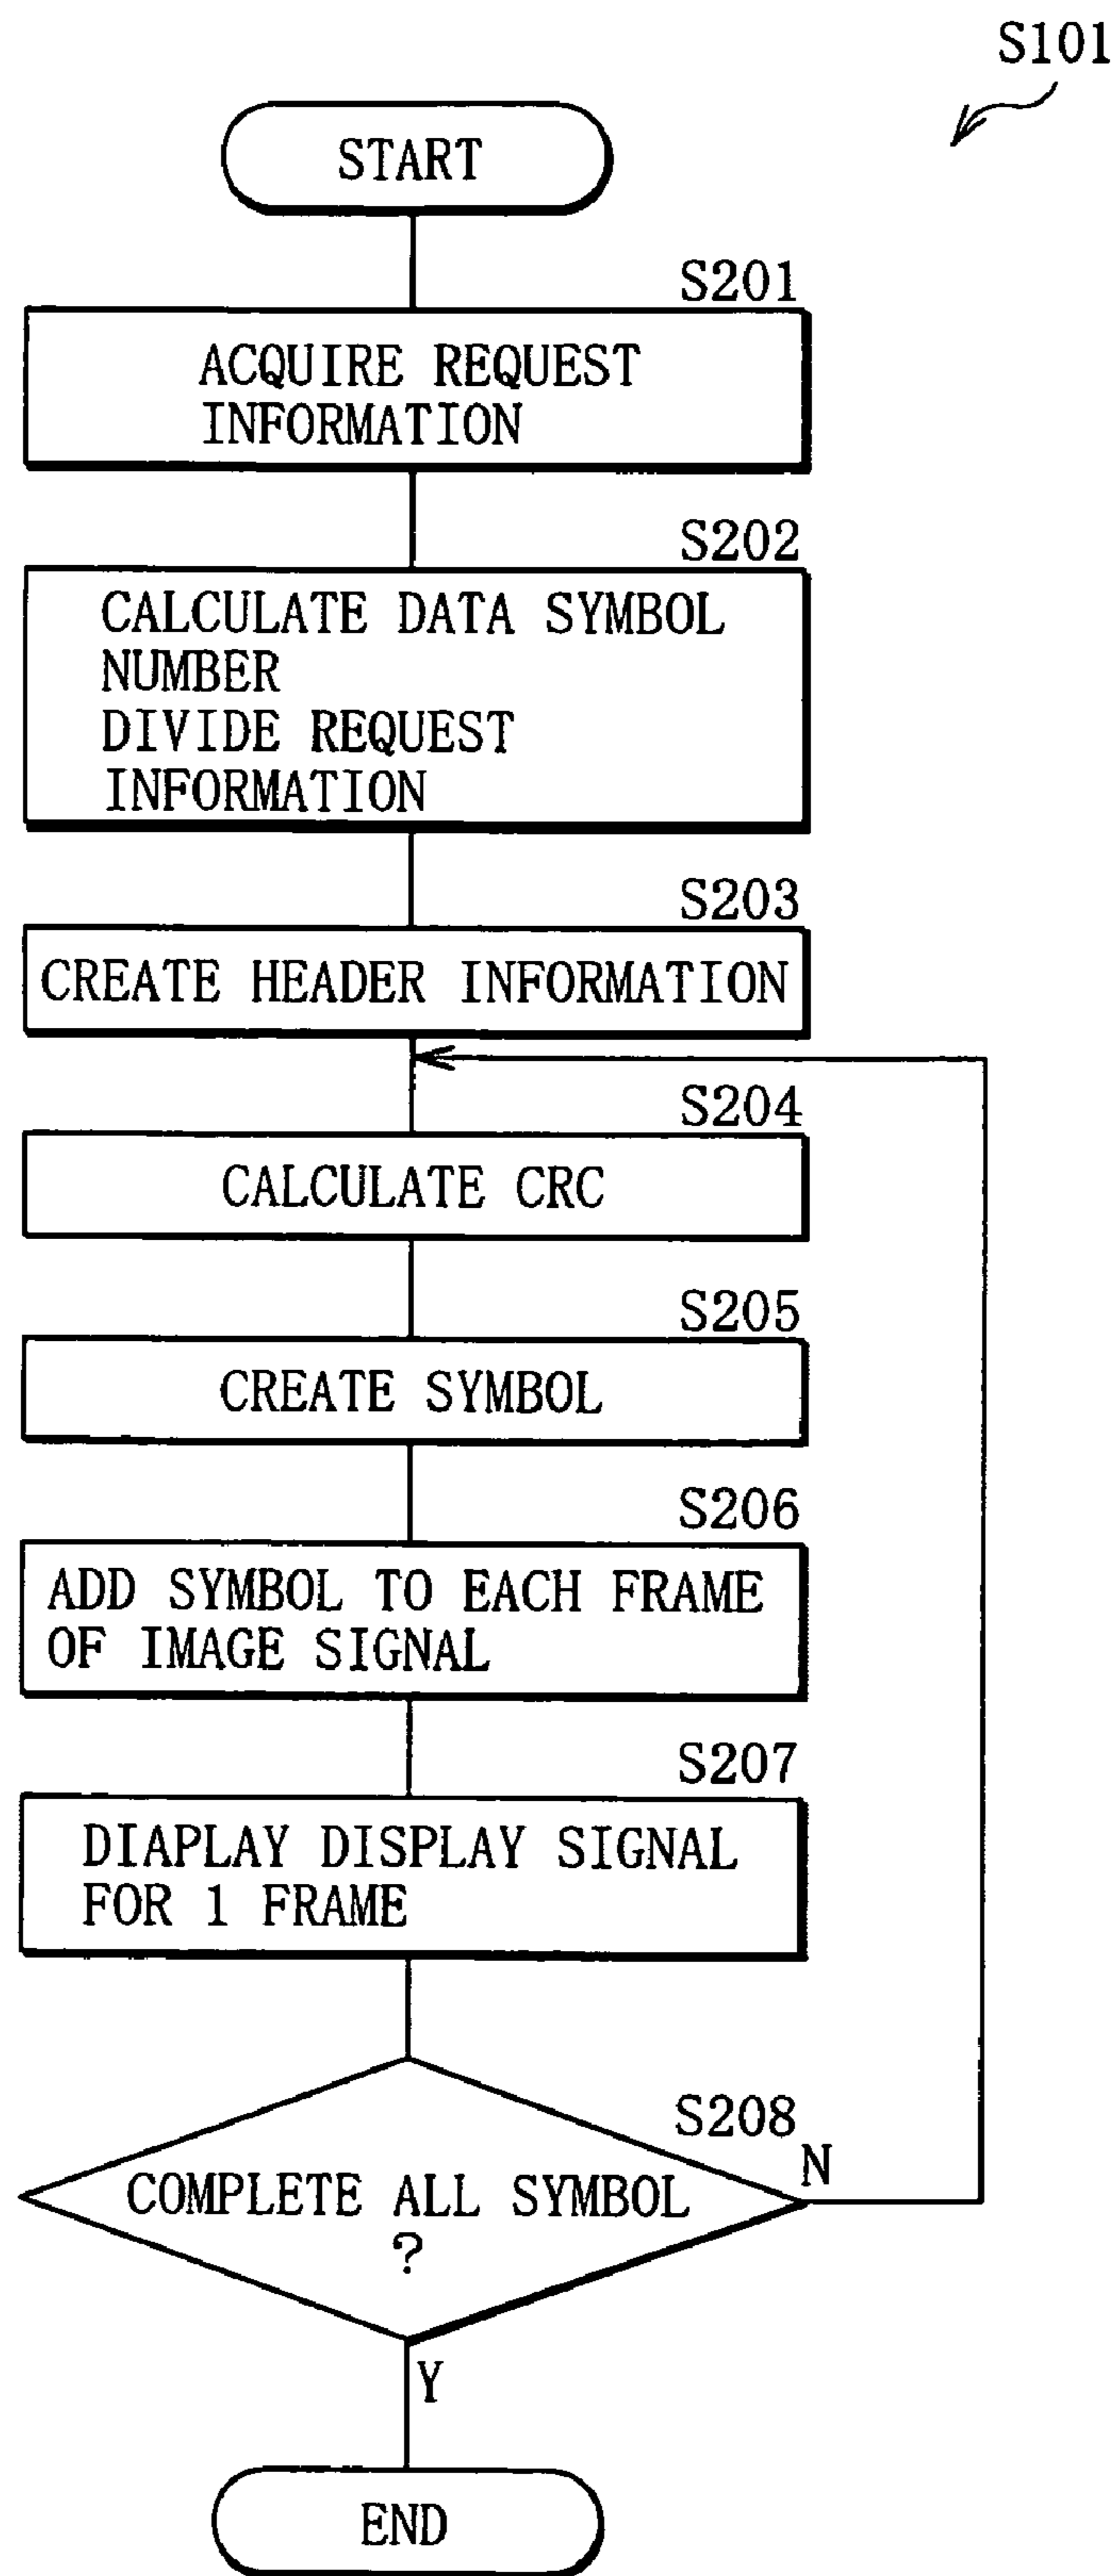 S101
START
S201
ACQUIRE REQUEST
INFORMATION
S202
CALCULATE DATA SYMBOL
NUMBER
DIVIDE REQUEST
INFORMATION
S203
CREATE HEADER INFORMATION
S204
CALCULATE CRC
S205
CREATE SYMBOL
S206
ADD SYMBOL TO EACH FRAME
OF IMAGE SIGNAL
S207
DIAPLAY DISPLAY SIGNAL
FOR 1 FRAME
S208
N
COMPLETE ALL SYMBOL
?
Y
END